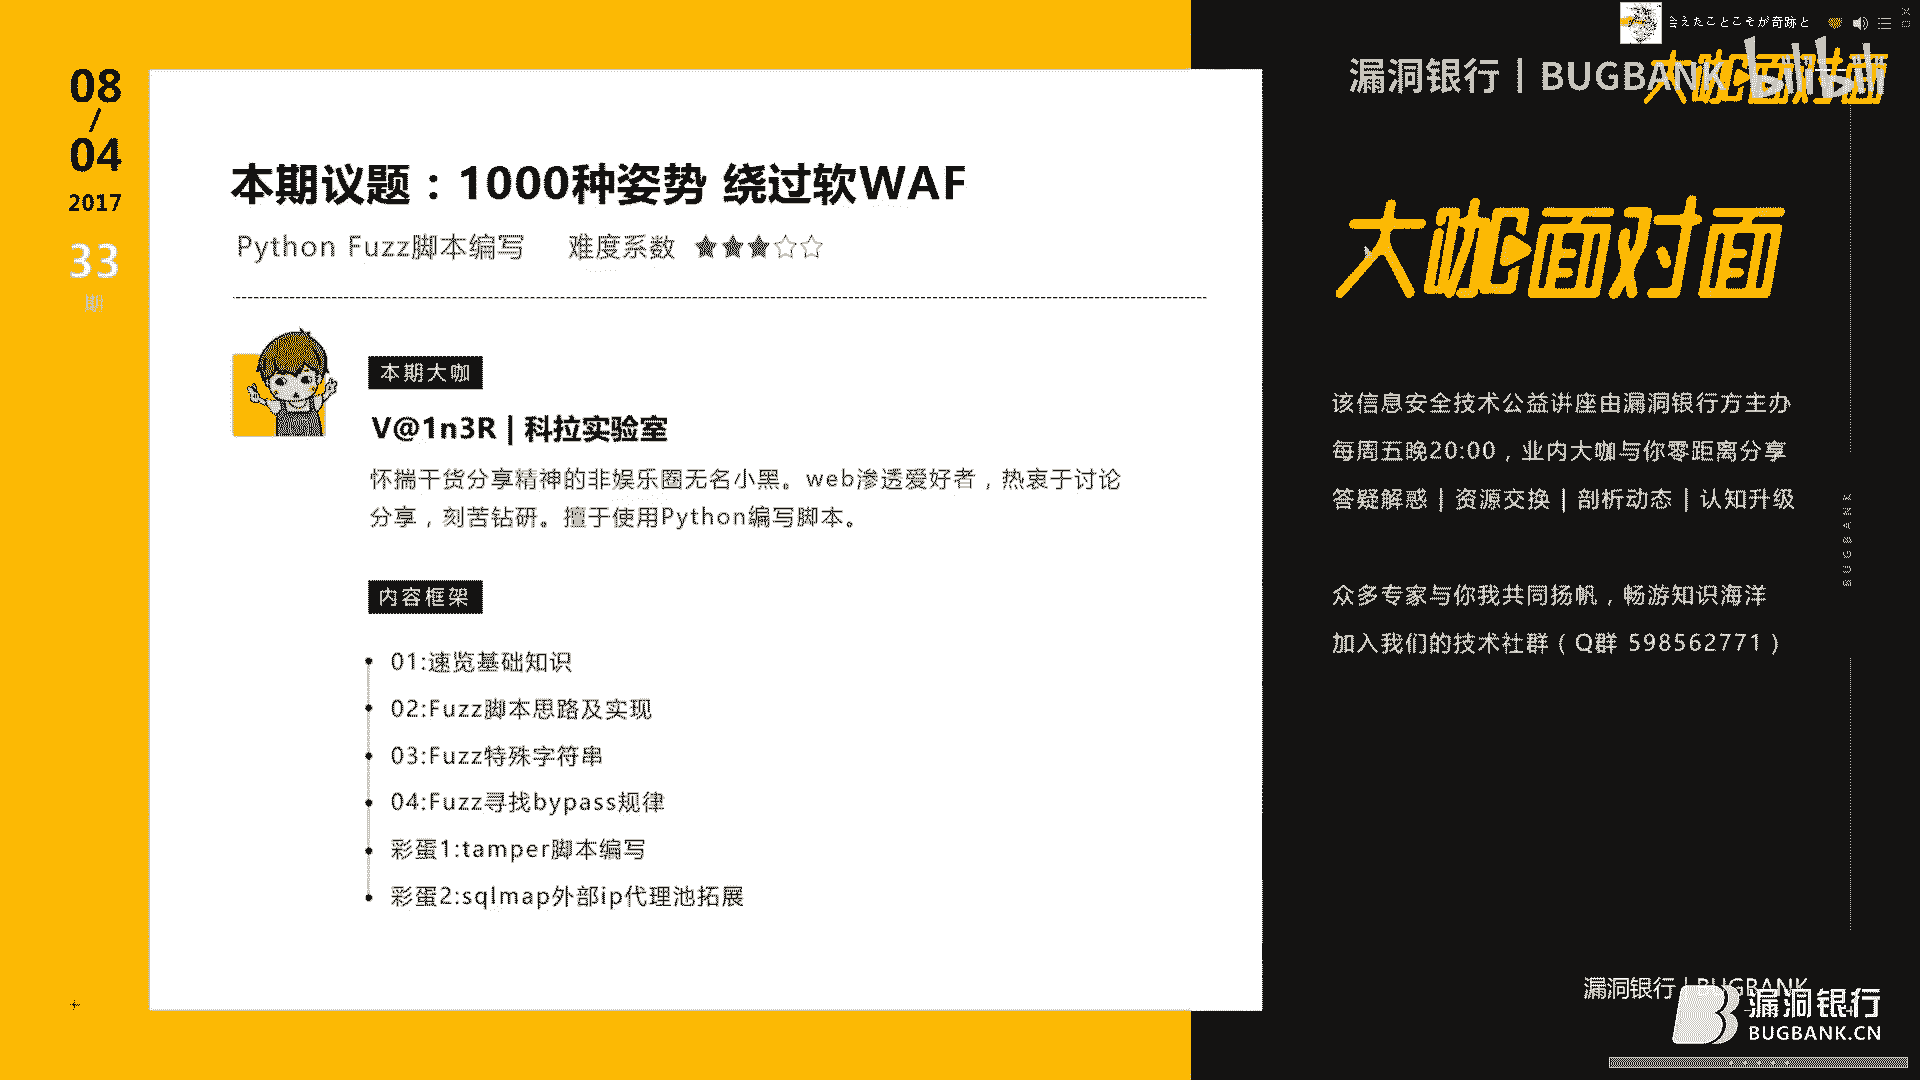 08
/
04
2017
33
期
本期议题：1000种姿势 绕过软WAF
Python Fuzz脚本编写 难度系数 ★★★☆☆
本期大咖
V@1n3R | 科拉实验室
怀揣干货分享精神的非娱乐圈无名小黑。web渗透爱好者，热衷于讨论
分享，刻苦钻研。擅于使用Python编写脚本。
内容框架
01:速览基础知识
02:Fuzz脚本思路及实现
03:Fuzz特殊字符串
04:Fuzz寻找bypass规律
彩蛋1:tamper脚本编写
彩蛋2:sqlmap外部ip代理池拓展
会えたことこそが奇跡と
漏洞银行 | BUGBANK
大咖面对面
bilibili
大咖面对面
该信息安全技术公益讲座由漏洞银行方主办
每周五晚20:00，业内大咖与你零距离分享
答疑解惑 | 资源交换 | 剖析动态 | 认知升级
BUGBANK
众多专家与你我共同扬帆，畅游知识海洋
加入我们的技术社群（Q群 598562771）
漏洞银行 | BUGBANK
漏洞银行
BUGBANK.CN